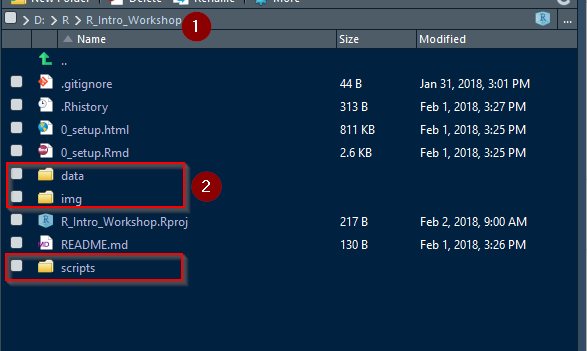 New Folder Delete Rename More
D: R R_Intro_Workshop 1 ...
Name Size Modified
..
.gitignore 44 B Jan 31, 2018, 3:01 PM
.Rhistory 313 B Feb 1, 2018, 3:27 PM
0_setup.html 811 KB Feb 1, 2018, 3:25 PM
0_setup.Rmd 2.6 KB Feb 1, 2018, 3:25 PM
data
2
img
R_Intro_Workshop.Rproj 217 B Feb 2, 2018, 9:00 AM
MD README.md 130 B Feb 1, 2018, 3:26 PM
scripts